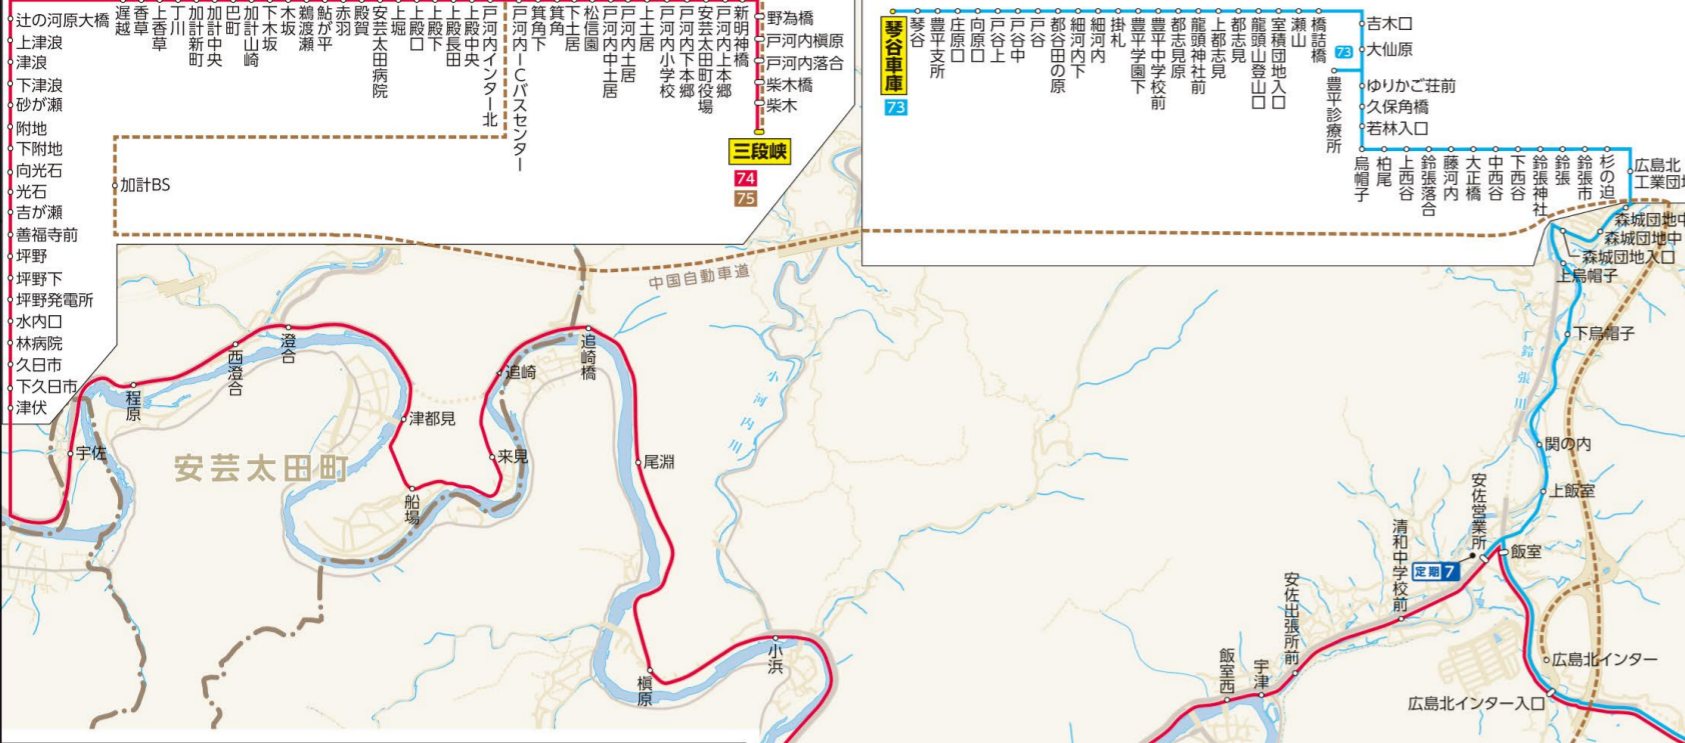 辻の河原大橋
上津浪
津浪
下津浪
砂が瀬
附地
下附地
向光石
光石
吉が瀬
善福寺前
坪野
坪野下
坪野発電所
水内口
林病院
久日市
下久日市
津伏
遅越
香草
上香草
丁川
加計新町
加計中央
巴町
加計山崎
下木坂
木坂
鵜渡瀬
鮎が平
赤羽
殿賀
安芸太田病院
上堀
上殿口
上殿下
上殿長田
上殿中央
戸河内インター北
戸河内ICバスセンター
箕角下
箕角
下土居
松信園
戸河内中土居
戸河内土居
上土居
戸河内小学校
戸河内下本郷
安芸太田町役場
戸河内上本郷
新明神橋
野為橋
戸河内槇原
戸河内落合
柴木橋
柴木
三段峡
74
75
加計BS
琴谷車庫
73
琴谷
豊平支所
庄原口
向原口
戸谷上
戸谷中
戸谷
都谷田の原
細河内下
細河内
掛札
豊平学園下
豊平中学校前
都志見原
龍頭神社前
上都志見
都志見
龍頭山登山口
室積団地入口
瀬山
橋詰橋
73
豊平診療所
吉木口
大仙原
ゆりかご荘前
久保角橋
若林入口
烏帽子
柏尾
上西谷
鈴張落合
藤河内
大正橋
中西谷
下西谷
鈴張神社
鈴張
鈴張市
杉の迫
広島北
工業団地
森城団地中
森城団地中
森城団地入口
上烏帽子
下烏帽子
鈴張川
関の内
上飯室
飯室
安佐営業所
定期7
清和中学校前
安佐出張所前
宇津
飯室西
広島北インター
広島北インター入口
中国自動車道
小河内川
宇佐
程原
西澄合
澄合
津都見
船場
来見
追崎
追崎橋
尾淵
槇原
小浜
安芸太田町